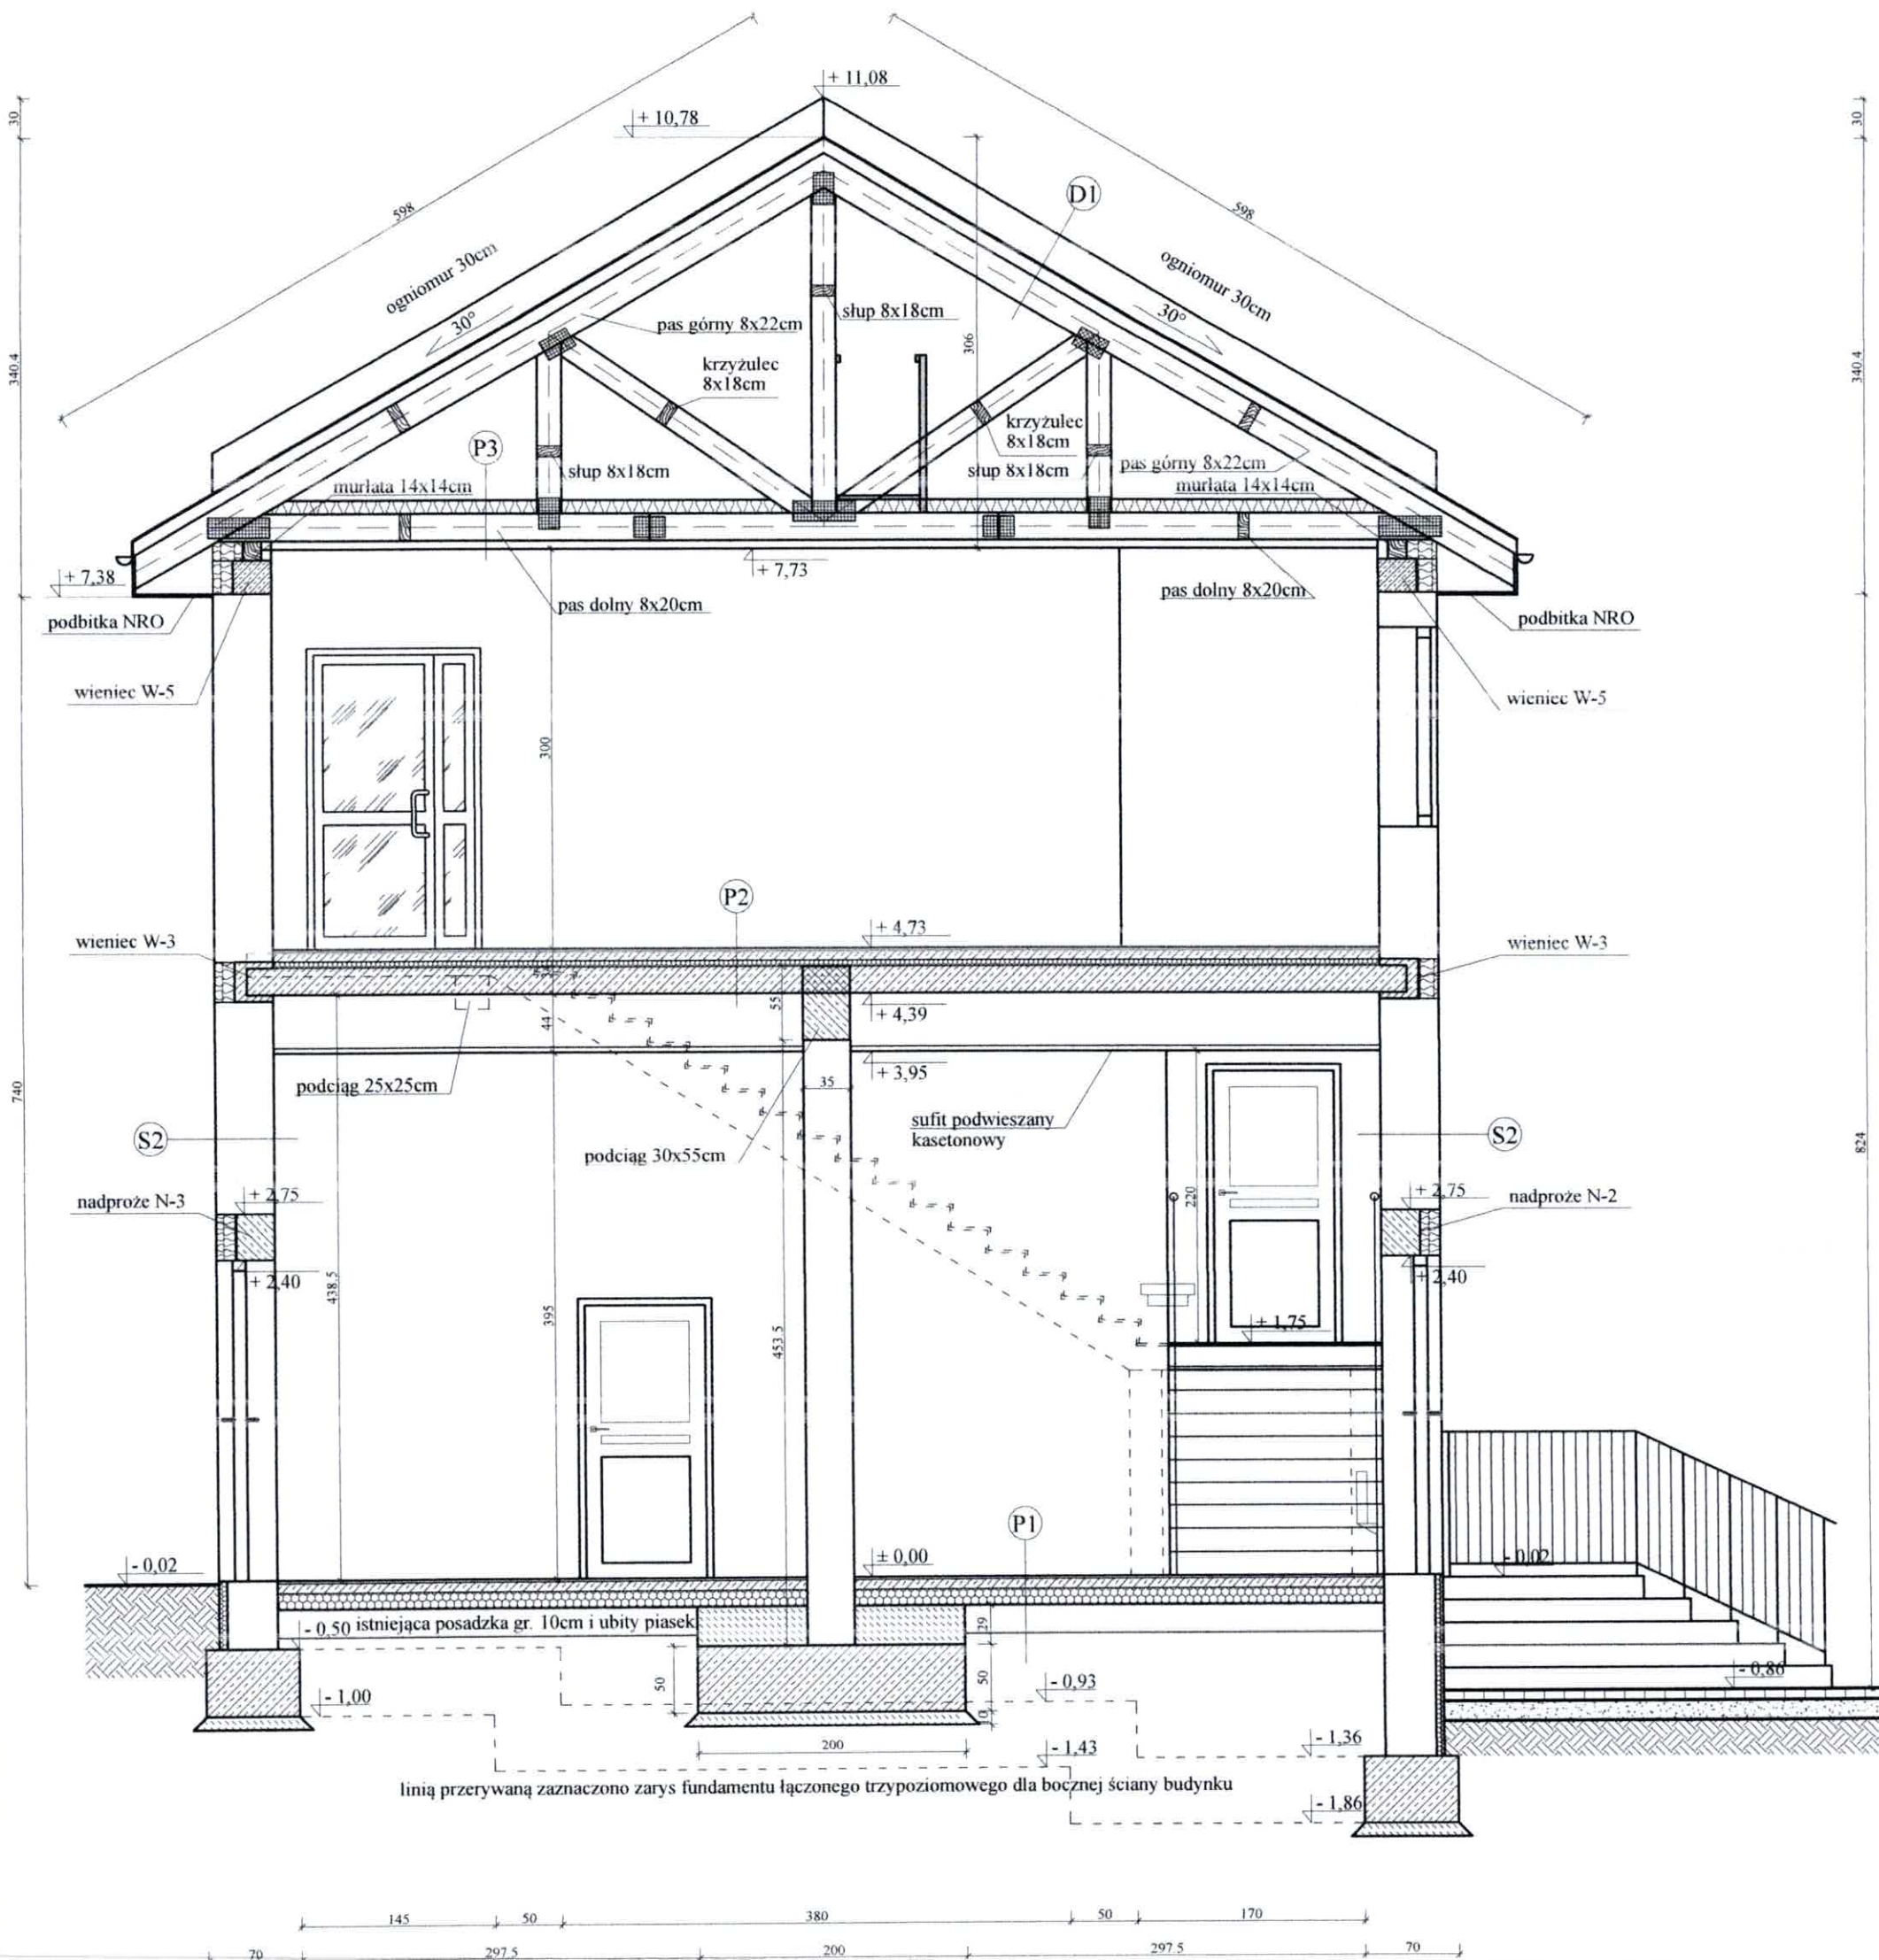 + 11,08
30
30
+ 10,78
598
598
D1
ogniomur 30cm
ogniomur 30cm
30°
30°
słup 8x18cm
pas górny 8x22cm
306
340.4
340.4
krzyżulec
8x18cm
krzyżulec
8x18cm
P3
słup 8x18cm
słup 8x18cm
pas górny 8x22cm
murłata 14x14cm
murłata 14x14cm
+ 7,38
+ 7,73
pas dolny 8x20cm
pas dolny 8x20cm
podbitka NRO
podbitka NRO
wieniec W-5
wieniec W-5
300
P2
+ 4,73
wieniec W-3
wieniec W-3
55
+ 4,39
44
+ 3,95
podciąg 25x25cm
35
740
824
sufit podwieszany
kasetonowy
S2
S2
podciąg 30x55cm
+ 2,75
+ 2,75
nadproże N-3
nadproże N-2
220
+ 2,40
+ 2,40
438.5
395
453.5
+ 1,75
P1
- 0,02
± 0,00
- 0,02
- 0,50
istniejąca posadzka gr. 10cm i ubity piasek
29
- 0,86
- 1,00
50
50
- 0,93
10
200
- 1,43
- 1,36
linią przerywaną zaznaczono zarys fundamentu łączonego trzypoziomowego dla bocznej ściany budynku
- 1,86
145
50
380
50
170
70
297.5
200
297.5
70